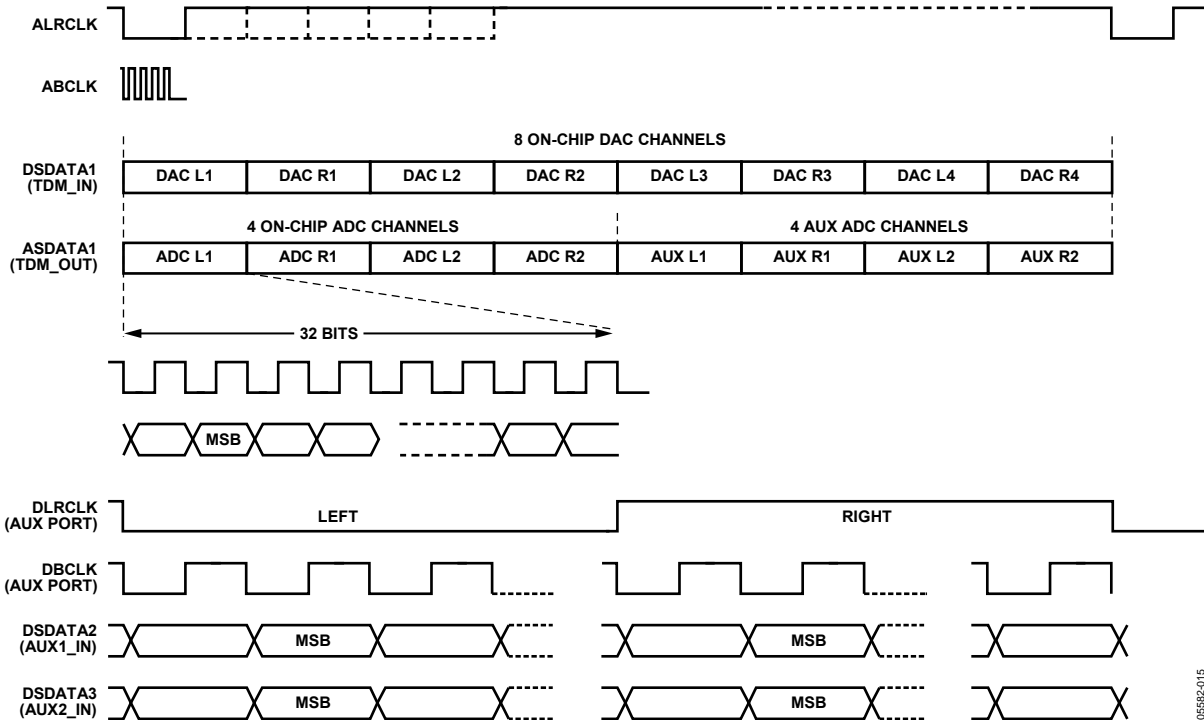 ALRCLK
ABCLK
8 ON-CHIP DAC CHANNELS
DSDATA1
(TDM_IN)
DAC L1 DAC R1 DAC L2 DAC R2 DAC L3 DAC R3 DAC L4 DAC R4
4 ON-CHIP ADC CHANNELS 4 AUX ADC CHANNELS
ASDATA1
(TDM_OUT)
ADC L1 ADC R1 ADC L2 ADC R2 AUX L1 AUX R1 AUX L2 AUX R2
32 BITS
MSB
DLRCLK
(AUX PORT)
LEFT RIGHT
DBCLK
(AUX PORT)
DSDATA2
(AUX1_IN)
MSB MSB
DSDATA3
(AUX2_IN)
MSB MSB
05582-015